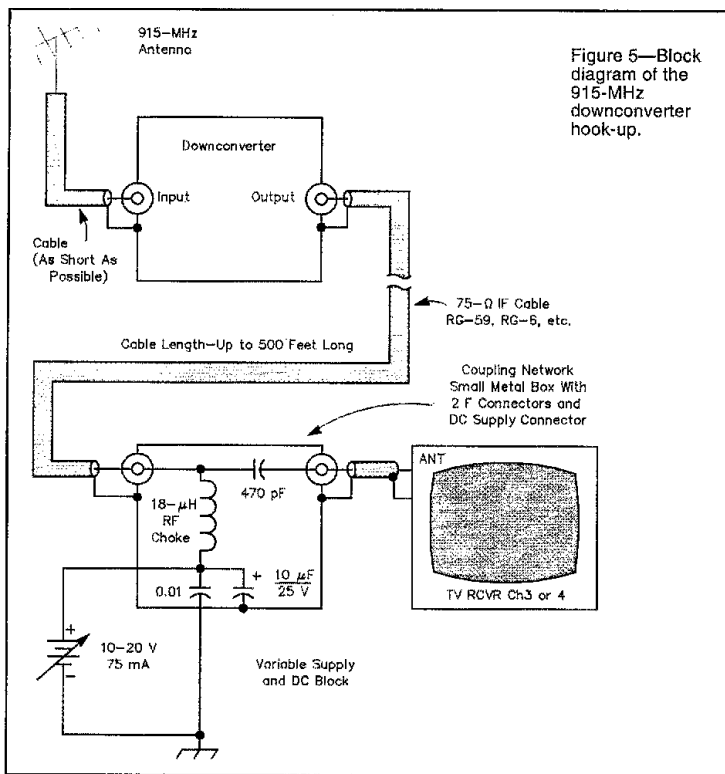 915-MHz
Antenna
Figure 5—Block
diagram of the
915-MHz
downconverter
hook-up.
Downconverter
Input
Output
Cable
(As Short As
Possible)
75-Ω IF Cable
RG-59, RG-6, etc.
Cable Length-Up to 500 Feet Long
Coupling Network
Small Metal Box With
2 F Connectors and
DC Supply Connector
ANT
470 pF
18-μH
RF
Choke
+
10 μF
25 V
0.01
TV RCVR Ch3 or 4
+
10-20 V
75 mA
-
Variable Supply
and DC Block